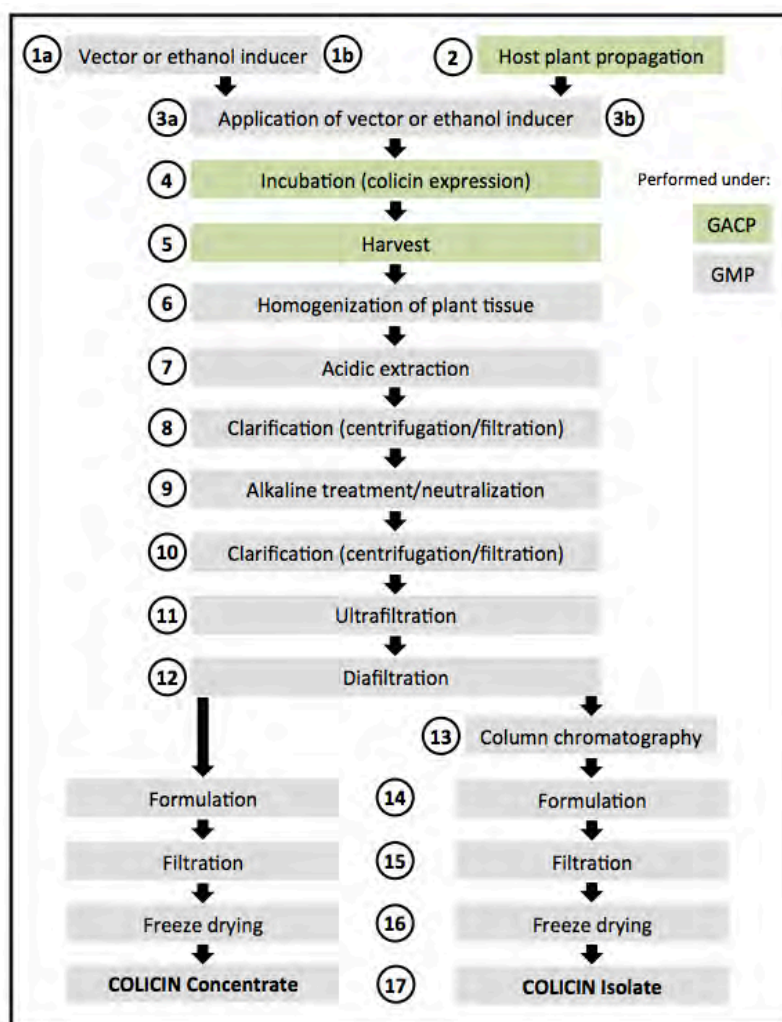 1a Vector or ethanol inducer 1b
2 Host plant propagation
3a Application of vector or ethanol inducer 3b
4 Incubation (colicin expression)
Performed under:
GACP
5 Harvest
GMP
6 Homogenization of plant tissue
7 Acidic extraction
8 Clarification (centrifugation/filtration)
9 Alkaline treatment/neutralization
10 Clarification (centrifugation/filtration)
11 Ultrafiltration
12 Diafiltration
13 Column chromatography
Formulation 14 Formulation
Filtration 15 Filtration
Freeze drying 16 Freeze drying
COLICIN Concentrate 17 COLICIN Isolate